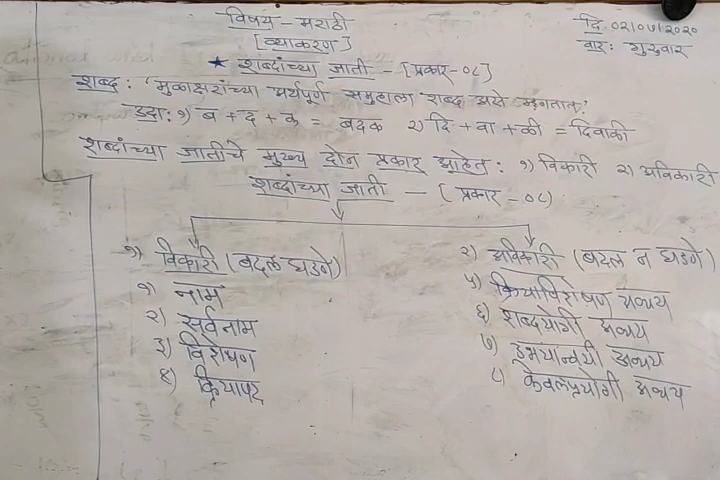 विषय - मराठी
दि. ०२/०७/२०२०
[व्याकरण]
वार: गुरुवार
★ शब्दांच्या जाती - [प्रकार-०८]
शब्द: 'मुळाक्षरांच्या अर्थपूर्ण समुहाला शब्द असे म्हणतात.'
उदा: १) ब + द + क = बदक २) दि + वा + ळी = दिवाळी
शब्दांच्या जातीचे मुख्य दोन प्रकार आहेत: १) विकारी २) अविकारी
शब्दांच्या जाती - [प्रकार - ०८)
१) विकारी (बदल घडणे)
१) नाम
२) सर्वनाम
३) विशेषण
४) क्रियापद
२) अविकारी (बदल न घडणे)
५) क्रियाविशेषण अव्यय
६) शब्दयोगी अव्यय
७) उभयान्वयी अव्यय
८) केवलप्रयोगी अव्यय